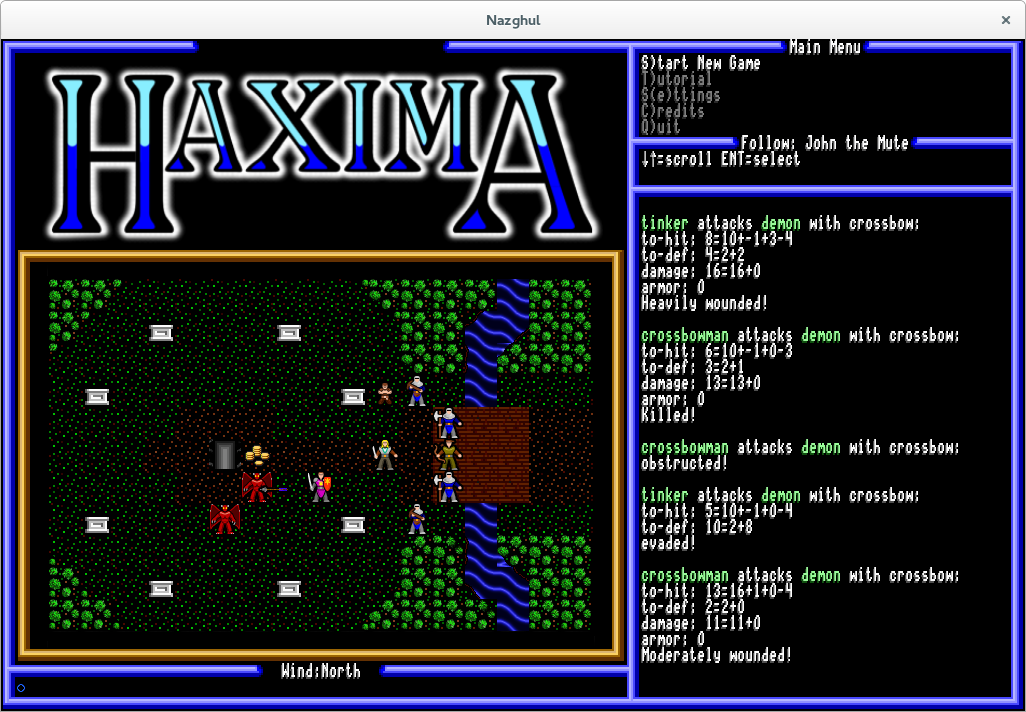 Nazghul
HAXIMA
Main Menu
S)tart New Game
T)utorial
S(e)ttings
C)redits
Q)uit
Follow: John the Mute
↓↑=scroll ENT=select
tinker attacks demon with crossbow:
to-hit: 8=10+-1+3-4
to-def: 4=2+2
damage: 16=16+0
armor: 0
Heavily wounded!
crossbowman attacks demon with crossbow:
to-hit: 6=10+-1+0-3
to-def: 3=2+1
damage: 13=13+0
armor: 0
Killed!
crossbowman attacks demon with crossbow:
obstructed!
tinker attacks demon with crossbow:
to-hit: 5=10+-1+0-4
to-def: 10=2+8
evaded!
crossbowman attacks demon with crossbow:
to-hit: 13=16+1+0-4
to-def: 2=2+0
damage: 11=11+0
armor: 0
Moderately wounded!
Wind:North